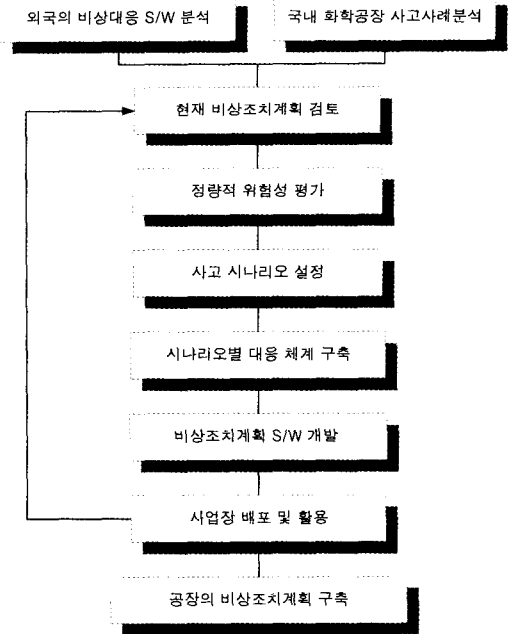 외국의 비상대응 S/W 분석
국내 화학공장 사고사례분석
현재 비상조치계획 검토
정량적 위험성 평가
사고 시나리오 설정
시나리오별 대응 체계 구축
비상조치계획 S/W 개발
사업장 배포 및 활용
공장의 비상조치계획 구축